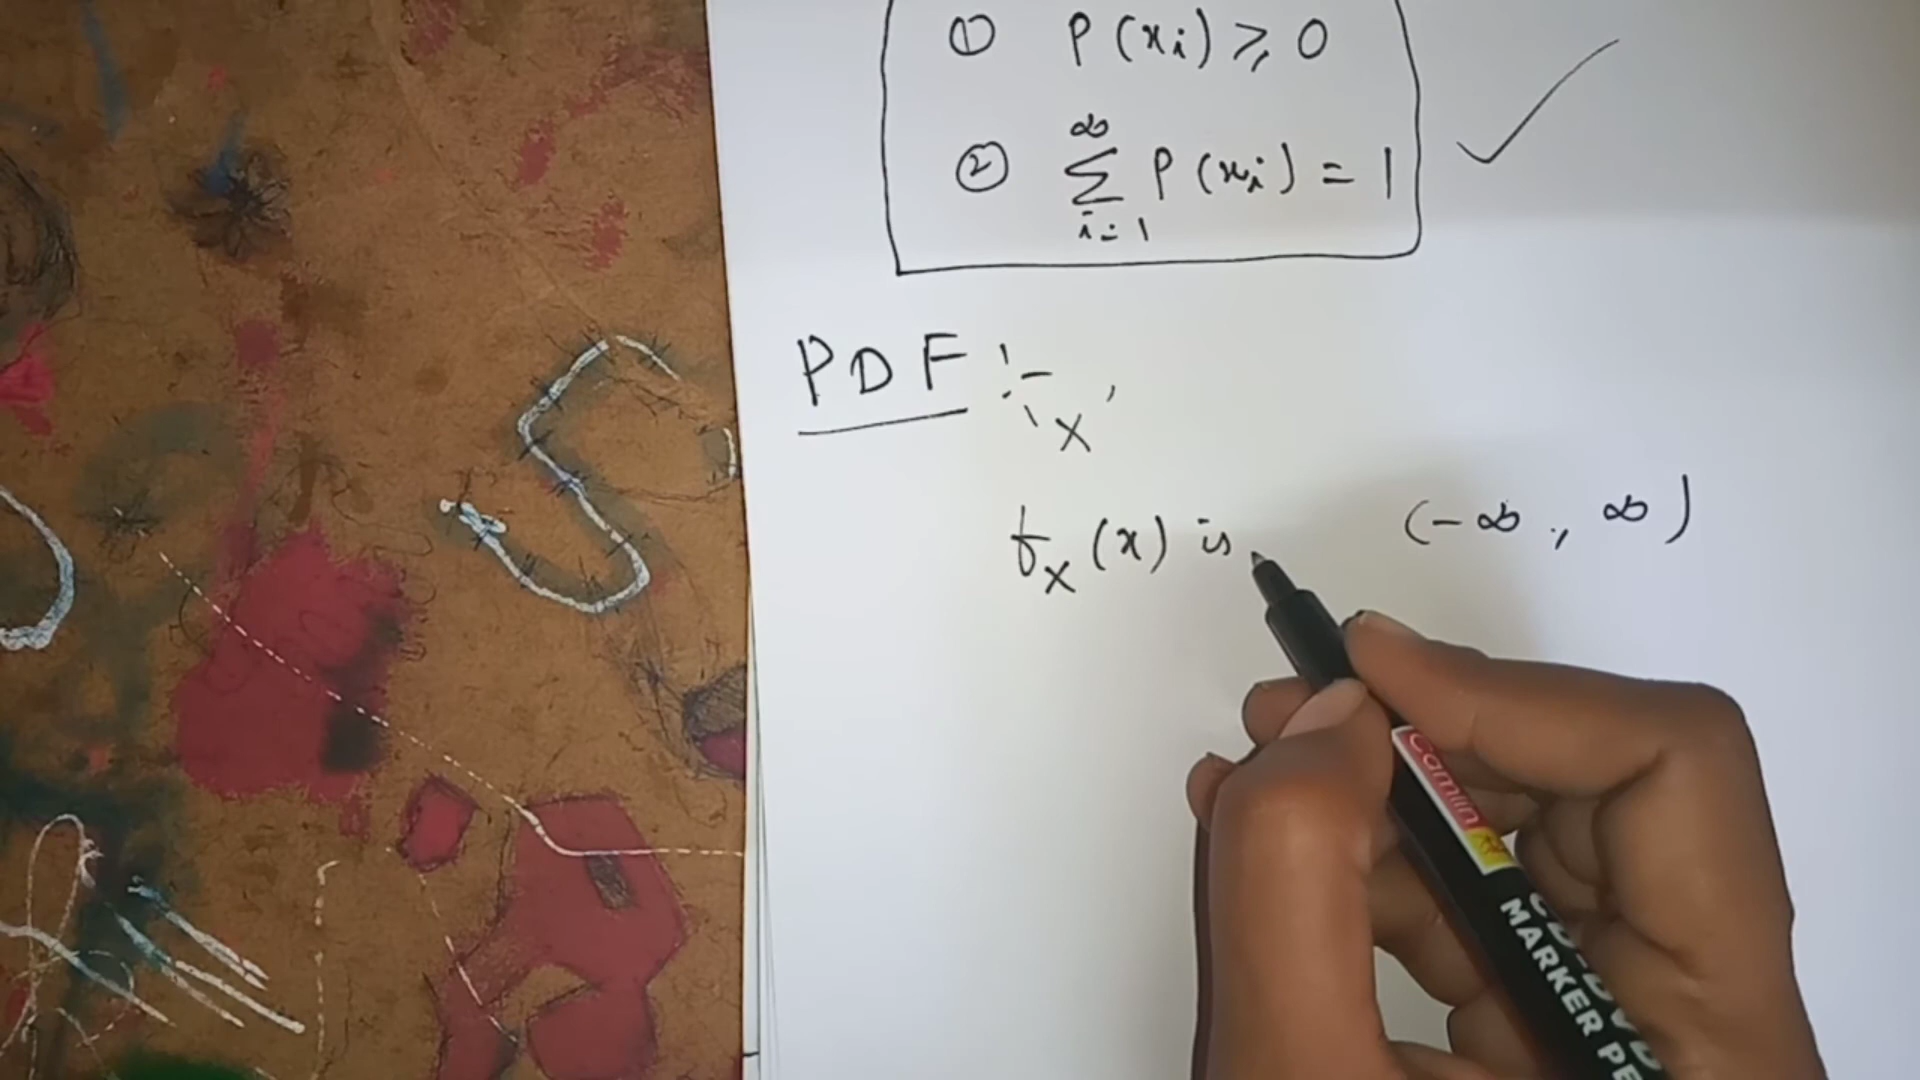 ① P(xᵢ) ⩾ 0
② ∞ ∑ i=1 P(xᵢ) = 1
PDF :-
'X'
f_X (x) is (-∞, ∞)
Camlin
MARKER PE